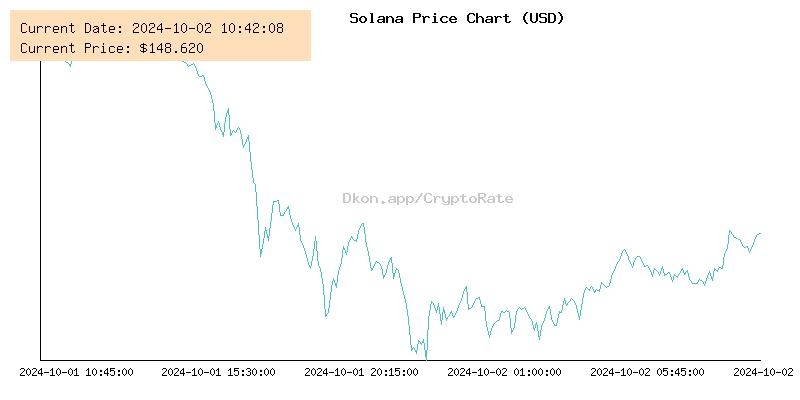 Solana Price Chart (USD)
Current Date: 2024-10-02 10:42:08
Current Price: $148.620
Dkon.app/CryptoRate
2024-10-01 10:45:00 2024-10-01 15:30:00 2024-10-01 20:15:00 2024-10-02 01:00:00 2024-10-02 05:45:00 2024-10-02